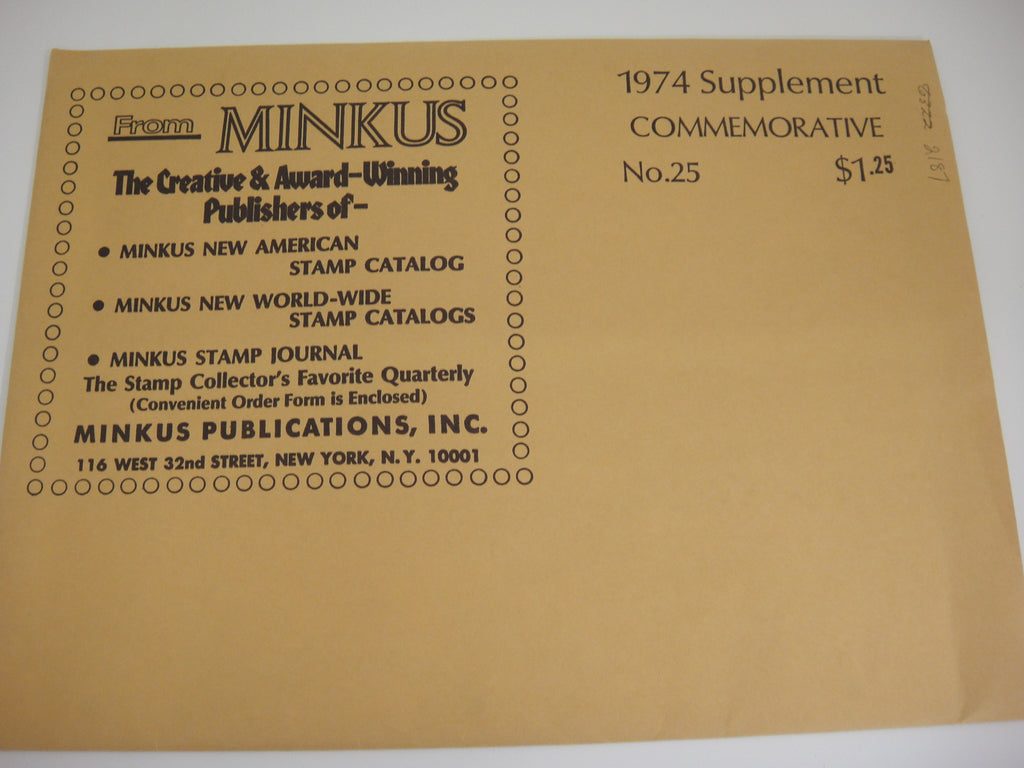 From MINKUS
The Creative & Award-Winning
Publishers of-
• MINKUS NEW AMERICAN
STAMP CATALOG
• MINKUS NEW WORLD-WIDE
STAMP CATALOGS
• MINKUS STAMP JOURNAL
The Stamp Collector's Favorite Quarterly
(Convenient Order Form is Enclosed)
MINKUS PUBLICATIONS, INC.
116 WEST 32nd STREET, NEW YORK, N.Y. 10001
1974 Supplement
COMMEMORATIVE
No.25 $1.25